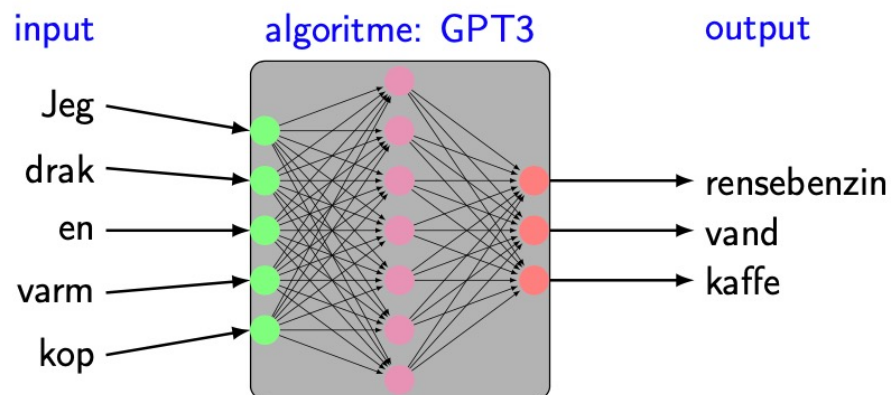 input algoritme: GPT3 output
Jeg
drak
en
varm
kop
rensebenzin
vand
kaffe